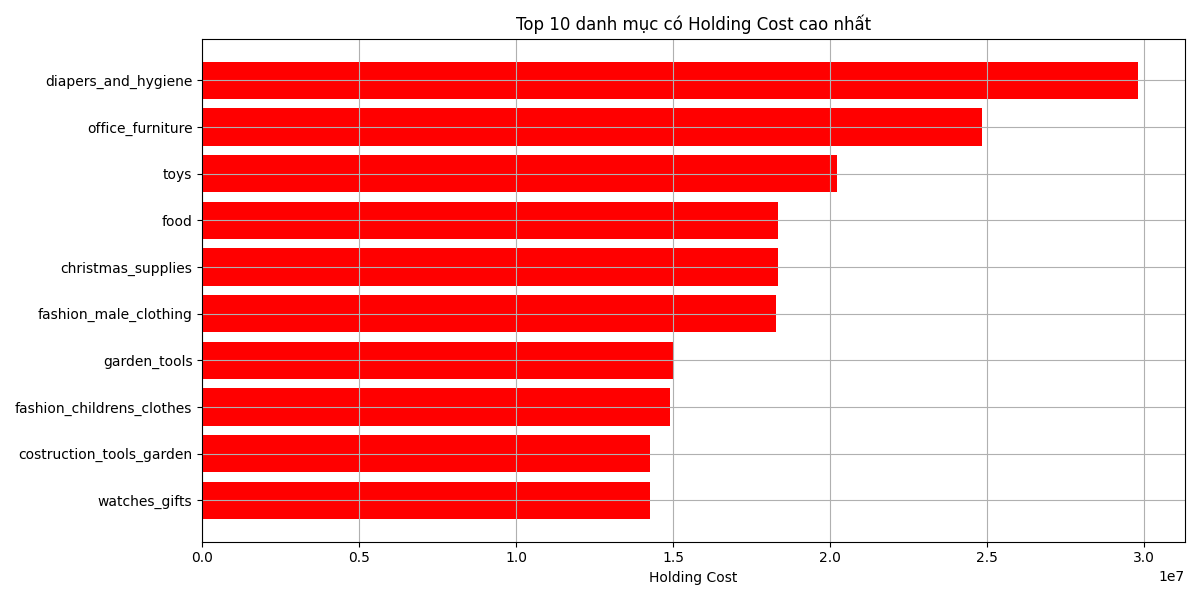 Top 10 danh mục có Holding Cost cao nhất
diapers_and_hygiene
office_furniture
toys
food
christmas_supplies
fashion_male_clothing
garden_tools
fashion_childrens_clothes
costruction_tools_garden
watches_gifts
0.0 0.5 1.0 1.5 2.0 2.5 3.0
1e7
Holding Cost